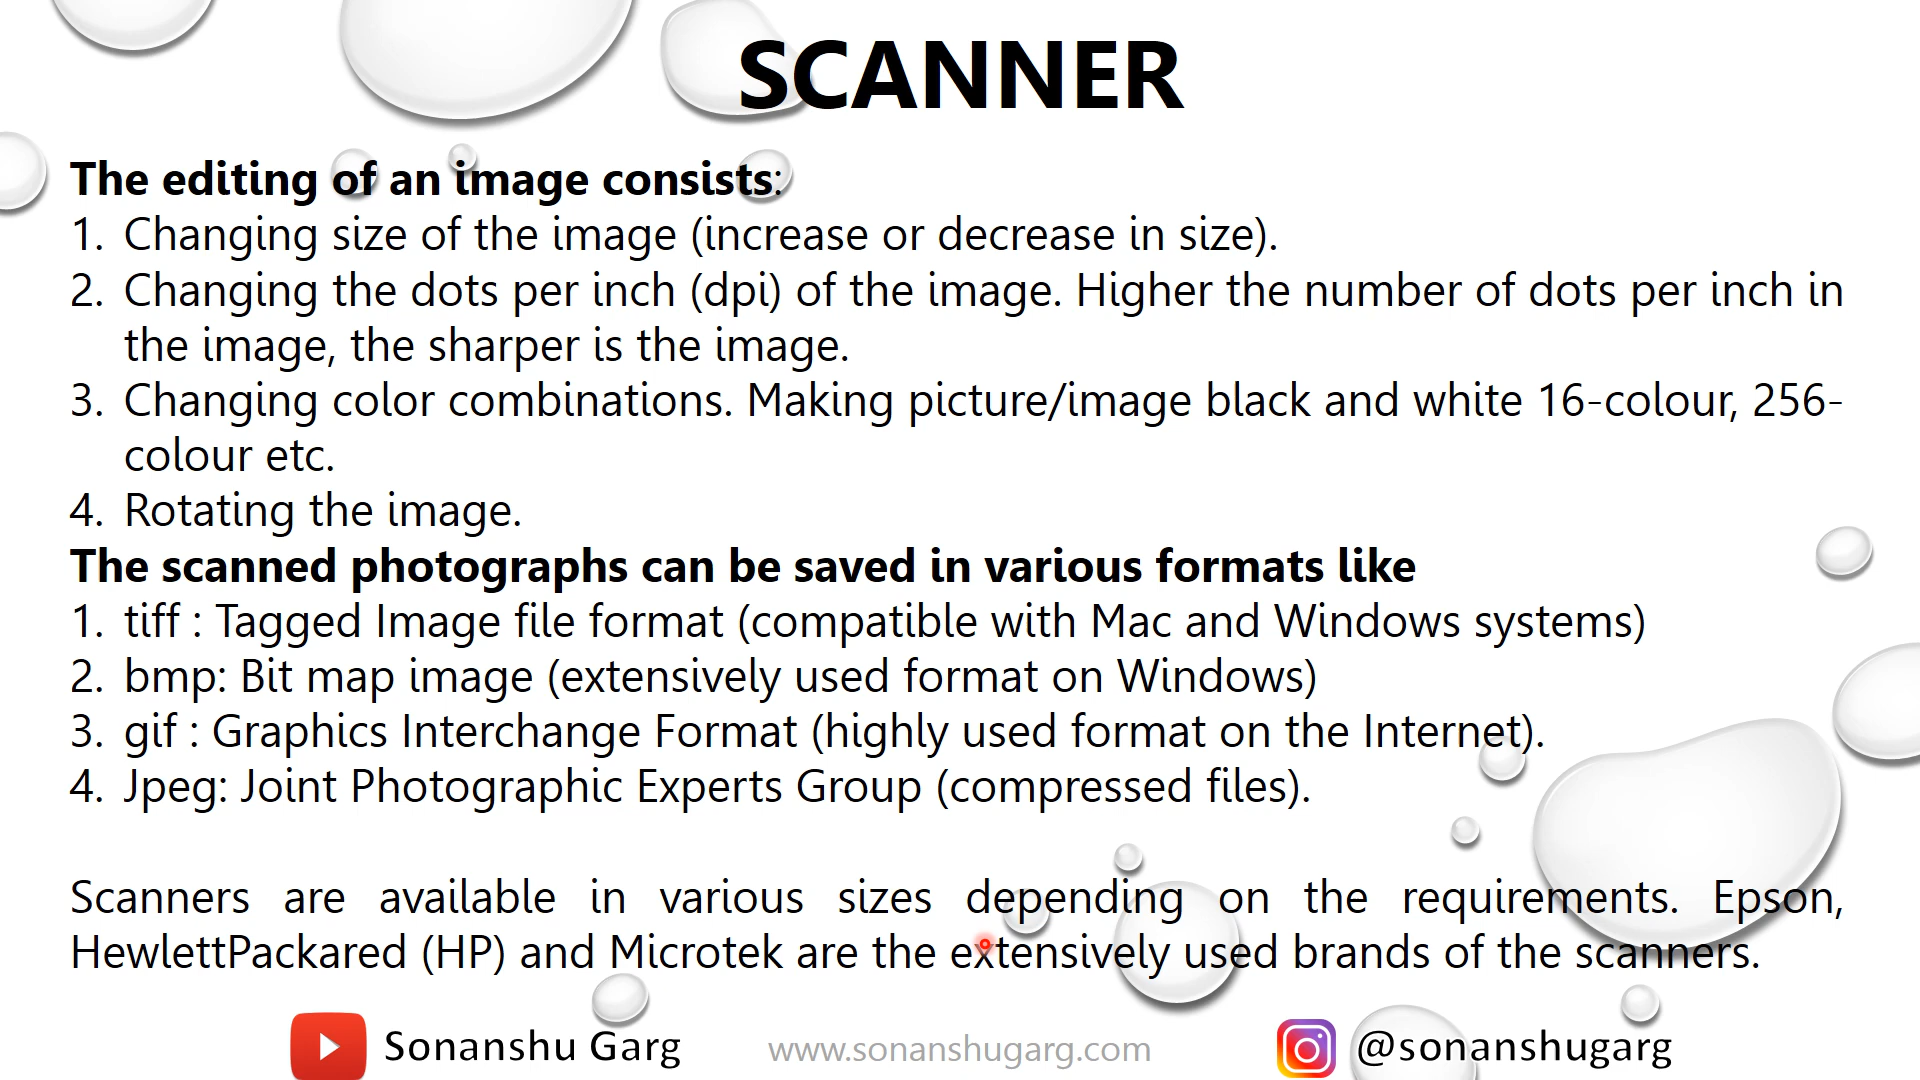 SCANNER
The editing of an image consists:
1. Changing size of the image (increase or decrease in size).
2. Changing the dots per inch (dpi) of the image. Higher the number of dots per inch in
the image, the sharper is the image.
3. Changing color combinations. Making picture/image black and white 16-colour, 256-
colour etc.
4. Rotating the image.
The scanned photographs can be saved in various formats like
1. tiff : Tagged Image file format (compatible with Mac and Windows systems)
2. bmp: Bit map image (extensively used format on Windows)
3. gif : Graphics Interchange Format (highly used format on the Internet).
4. Jpeg: Joint Photographic Experts Group (compressed files).
Scanners are available in various sizes depending on the requirements. Epson,
HewlettPackared (HP) and Microtek are the extensively used brands of the scanners.
Sonanshu Garg www.sonanshugarg.com @sonanshugarg